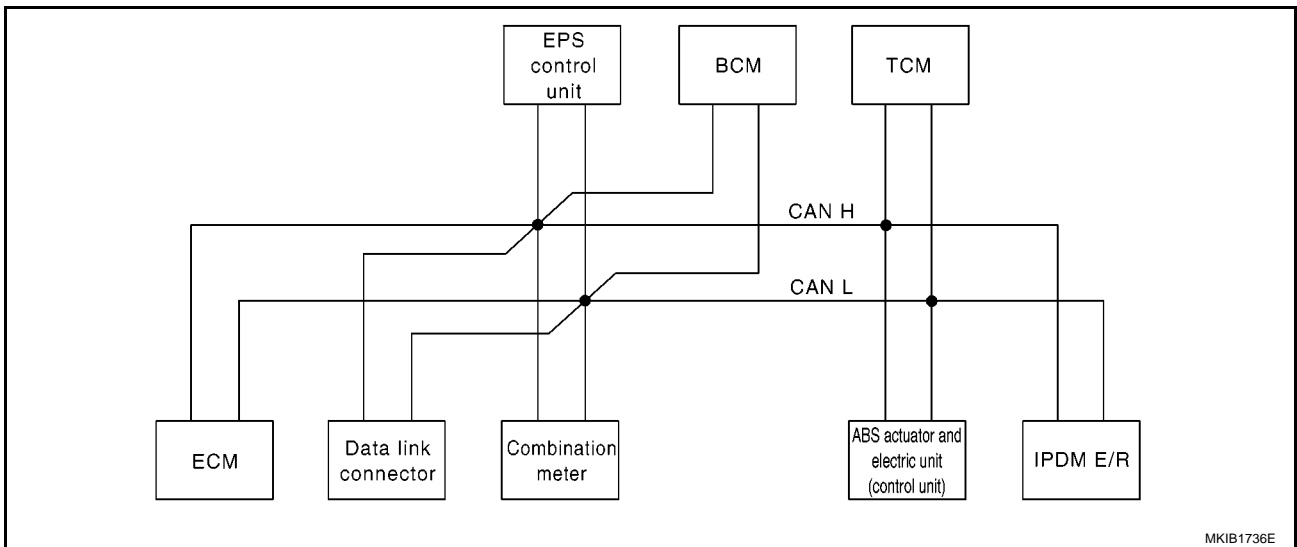 EPS
control
unit
BCM
TCM
CAN H
CAN L
ECM
Data link
connector
Combination
meter
ABS actuator and
electric unit
(control unit)
IPDM E/R
MKIB1736E